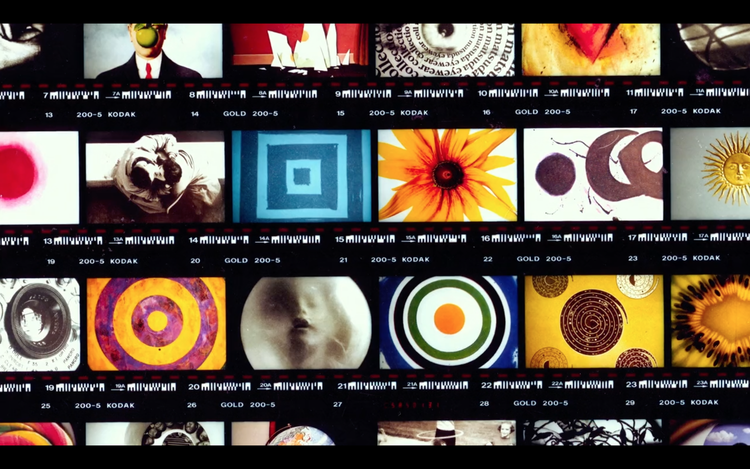 matsuda eyewear collec
7 7A 8 8A 9 9A 10 11
13 200-5 KODAK 14 GOLD 200-5 15 200-5 KODAK 16 GOLD 200-5 17 200-5 KODAK
13 13A 14 14A 15 15A 16 16A 17 17A
19 200-5 KODAK 20 GOLD 200-5 21 200-5 KODAK 22 GOLD 200-5 23 200-5 KODAK
19 19A 20 20A 21 21A 22 22A 23 23A
25 200-5 KODAK 26 GOLD 200-5 27 28 GOLD 200-5 29 200-5 KODAK